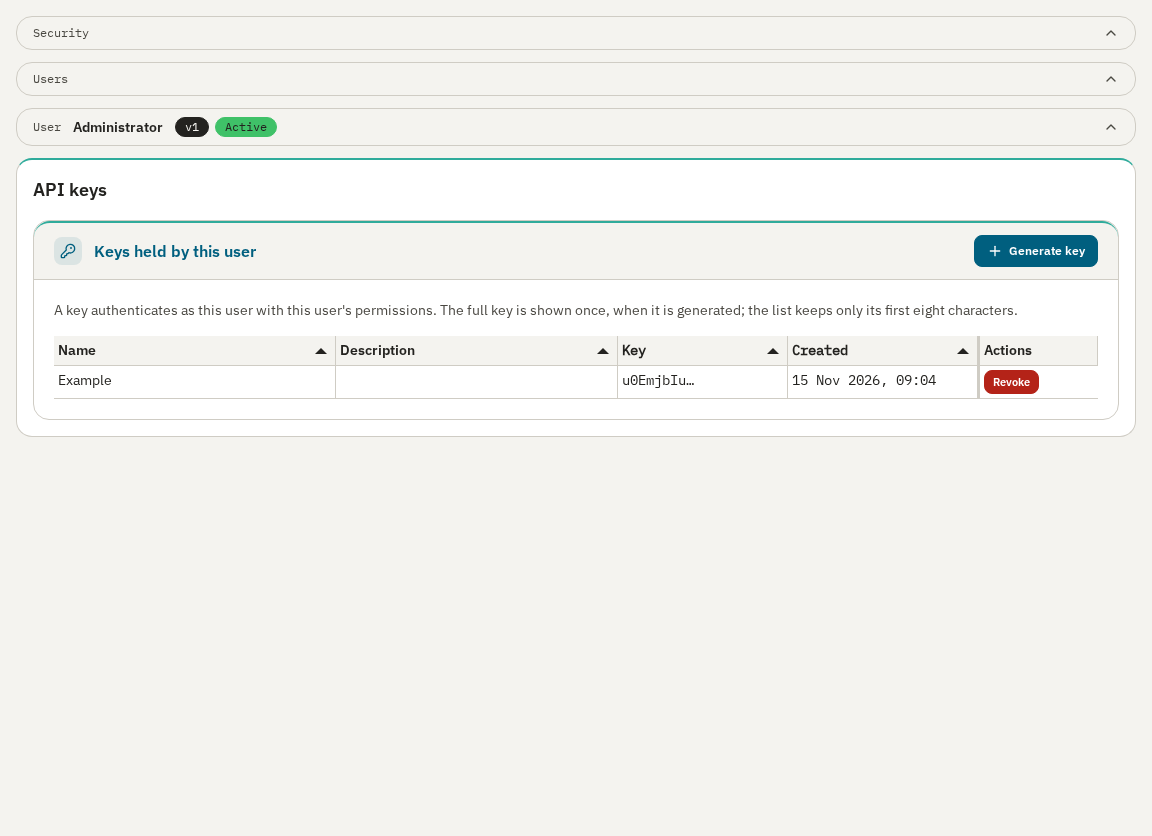 Security
Users
User Administrator v1 Active
API keys
Keys held by this user
Generate key
A key authenticates as this user with this user's permissions. The full key is shown once, when it is generated; the list keeps only its first eight characters.
Name Description Key Created Actions
Example u0EmjbIu… 15 Nov 2026, 09:04 Revoke